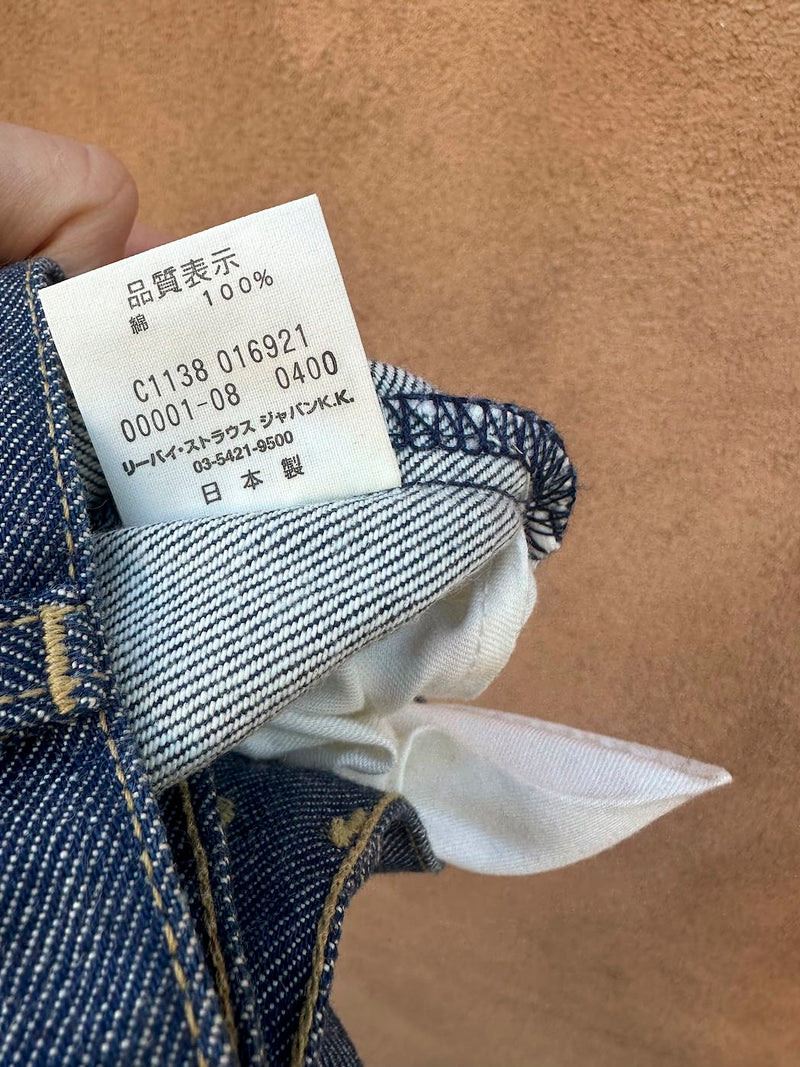 品質表示
綿 100%
C1138 016921
00001-08 0400
リーバイ・ストラウス ジャパンK.K.
03-5421-9500
日本製